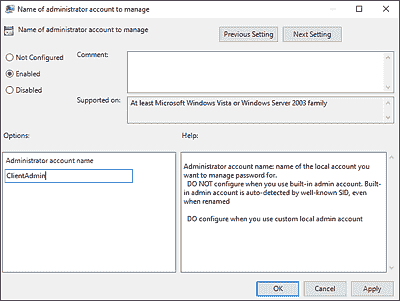 Name of administrator account to manage
Name of administrator account to manage
Previous Setting
Next Setting
Not Configured
Comment:
Enabled
Disabled
Supported on:
At least Microsoft Windows Vista or Windows Server 2003 family
Options:
Help:
Administrator account name
ClientAdmin
Administrator account name: name of the local account you
want to manage password for.
DO NOT configure when you use built-in admin account. Built-
in admin account is auto-detected by well-known SID, even
when renamed
DO configure when you use custom local admin account
OK
Cancel
Apply